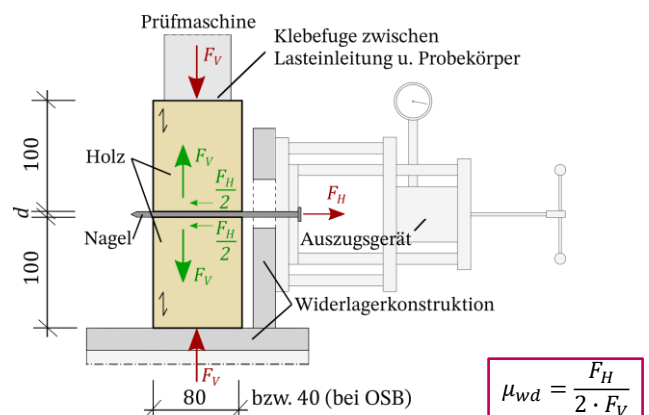 Prüfmaschine
Klebefuge zwischen
Lasteinleitung u. Probekörper
F_V
100
Holz
F_V
F_H/2
F_H
d
Nagel
F_H/2
Auszugsgerät
F_V
100
Widerlagerkonstruktion
F_V
80 bzw. 40 (bei OSB)
μ_wd = F_H / (2 · F_V)